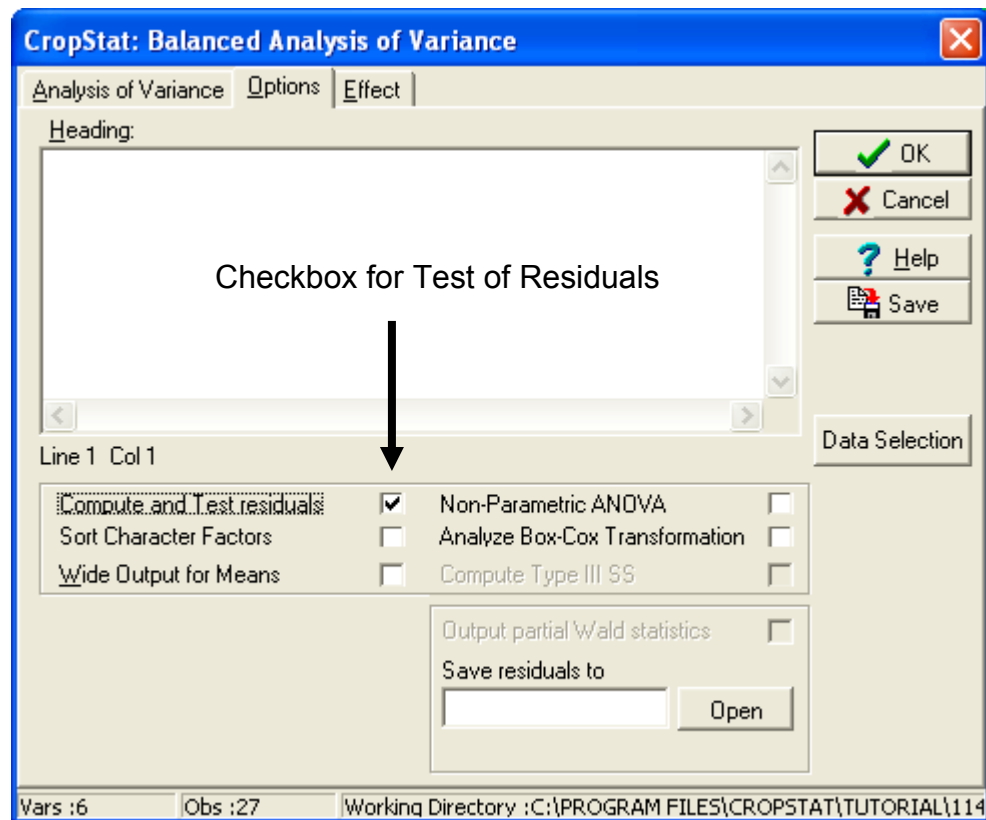 CropStat: Balanced Analysis of Variance
Analysis of Variance Options Effect
Heading:
OK
Cancel
Help
Save
Checkbox for Test of Residuals
Data Selection
Line 1 Col 1
Compute and Test residuals
Non-Parametric ANOVA
Sort Character Factors
Analyze Box-Cox Transformation
Wide Output for Means
Compute Type III SS
Output partial Wald statistics
Save residuals to
Open
Vars :6 Obs :27 Working Directory :C:\PROGRAM FILES\CROPSTAT\TUTORIAL\114